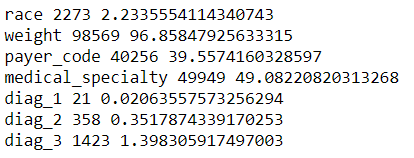 race 2273 2.2335554114340743
weight 98569 96.85847925633315
payer_code 40256 39.5574160328597
medical_specialty 49949 49.08220820313268
diag_1 21 0.02063557573256294
diag_2 358 0.3517874339170253
diag_3 1423 1.398305917497003